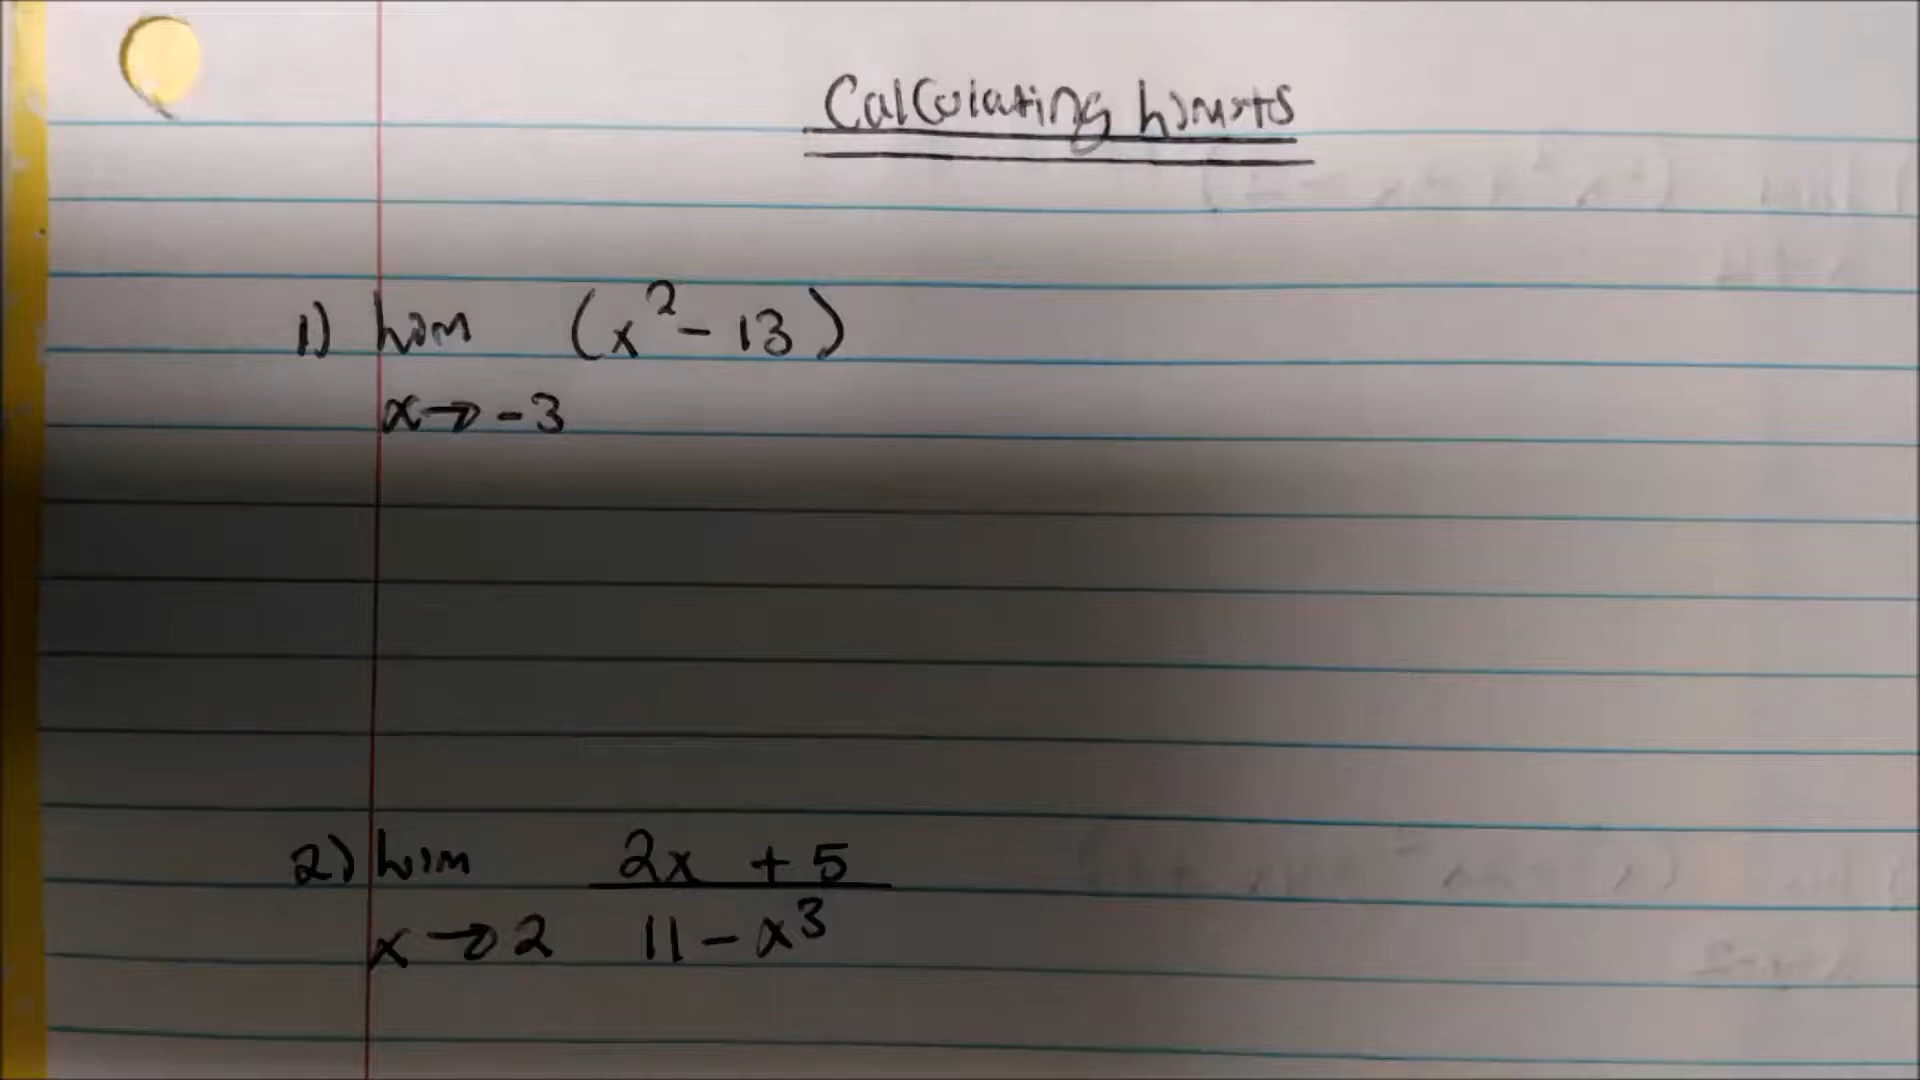 Calculating Limits
1) Lim (x² - 13)
x → -3
2) Lim 2x + 5
x → 2 11 - x³